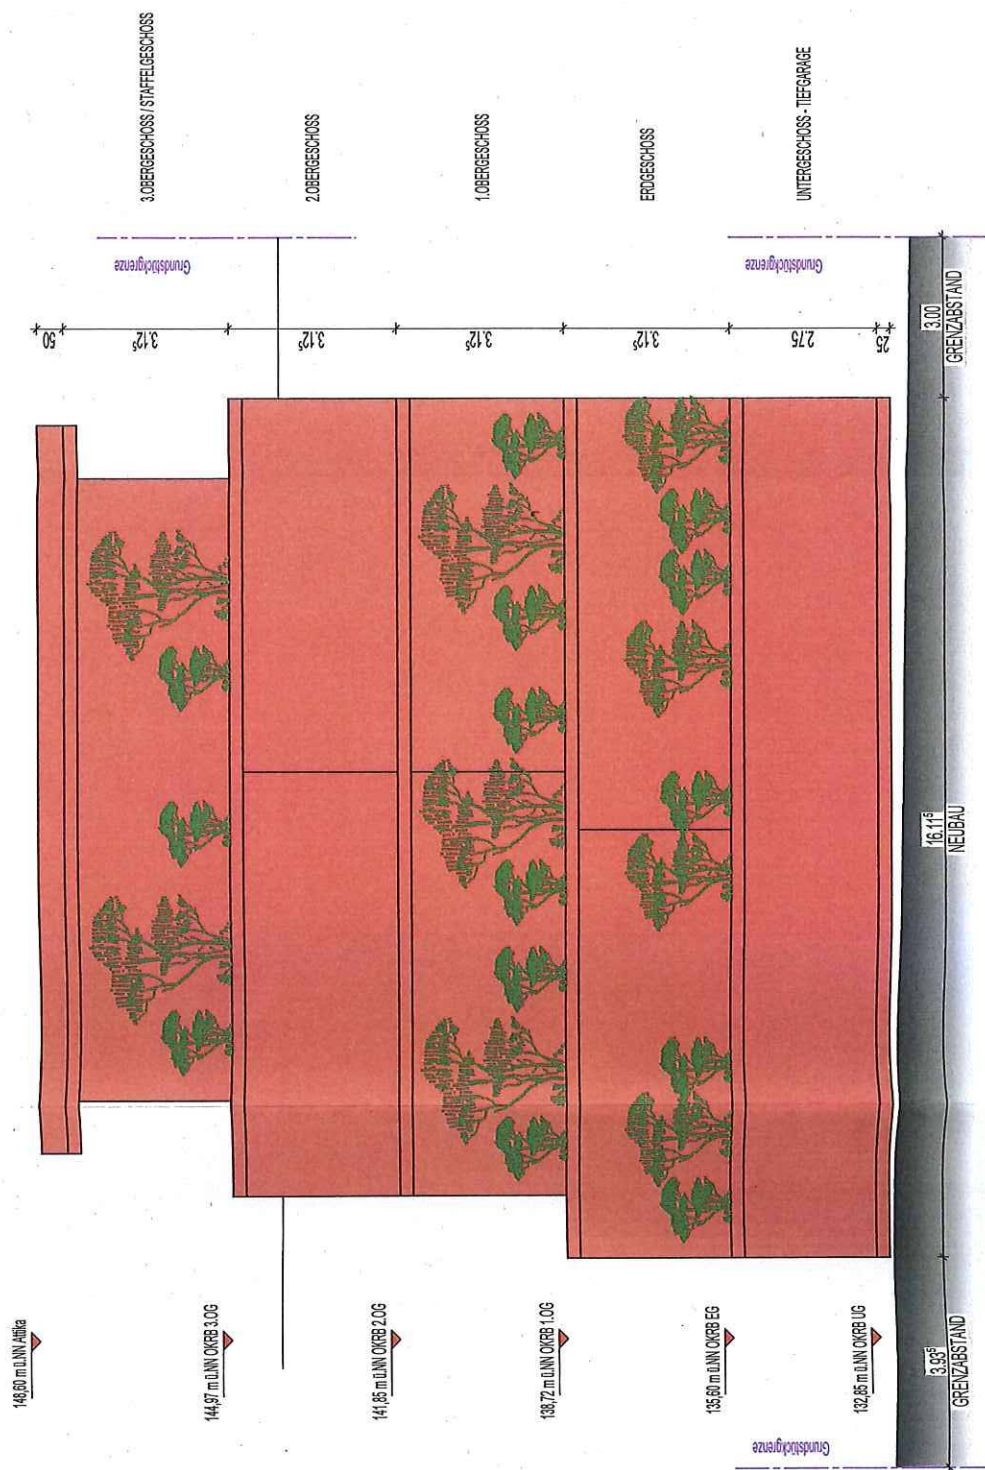 3.OBERGESCHOSS / STAFFELGESCHOSS
2.OBERGESCHOSS
1.OBERGESCHOSS
ERDGESCHOSS
UNTERGESCHOSS - TIEFGARAGE
Grundstückgrenze
Grundstückgrenze
50
3.12⁵
3.12⁵
3.12⁵
3.12⁵
2.75
25
3.00
GRENZABSTAND
16.11⁵
NEUBAU
148,60 m ü.NN Attika
144,97 m ü.NN OKRB 3.OG
141,85 m ü.NN OKRB 2.OG
138,72 m ü.NN OKRB 1.OG
135,60 m ü.NN OKRB EG
132,85 m ü.NN OKRB UG
3.93⁵
GRENZABSTAND
Grundstückgrenze